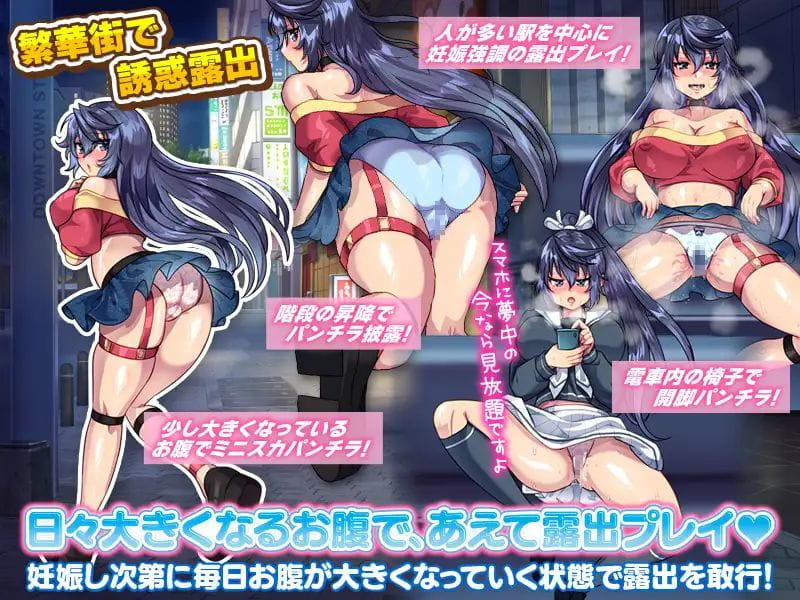 繁華街で
誘惑露出
人が多い駅を中心に
妊娠強調の露出プレイ!
DOWNTOWN ST
階段の昇降で
パンチラ披露!
スマホに夢中の
今なら見放題ですよ
電車内の椅子で
開脚パンチラ!
少し大きくなっている
お腹でミニスカパンチラ!
日々大きくなるお腹で、あえて露出プレイ♥
妊娠し次第に毎日お腹が大きくなっていく状態で露出を敢行!